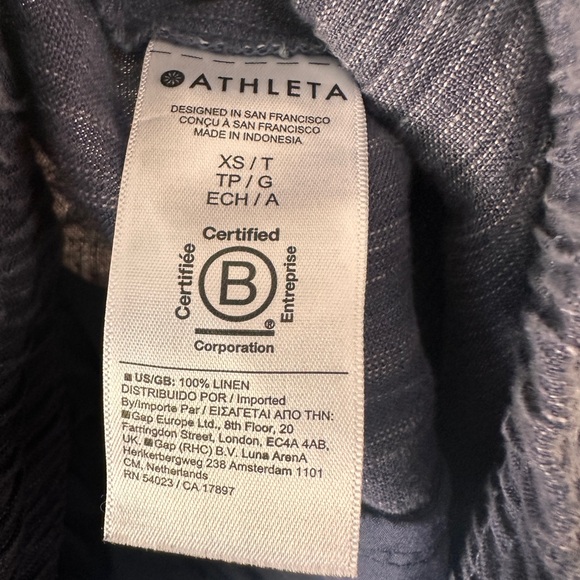 ATHLETA
DESIGNED IN SAN FRANCISCO
CONÇU À SAN FRANCISCO
MADE IN INDONESIA
XS / T
TP / G
ECH / A
Certified
Certifiée
B
Entreprise
®
Corporation
US/GB: 100% LINEN
DISTRIBUIDO POR / Imported
By/Importe Par / ΕΙΣΑΓΕΤΑΙ ΑΠΟ ΤΗΝ:
Gap Europe Ltd., 8th Floor, 20
Farringdon Street, London, EC4A 4AB,
UK. Gap (RHC) B.V. Luna ArenA
Herikerbergweg 238 Amsterdam 1101
CM, Netherlands
RN 54023 / CA 17897